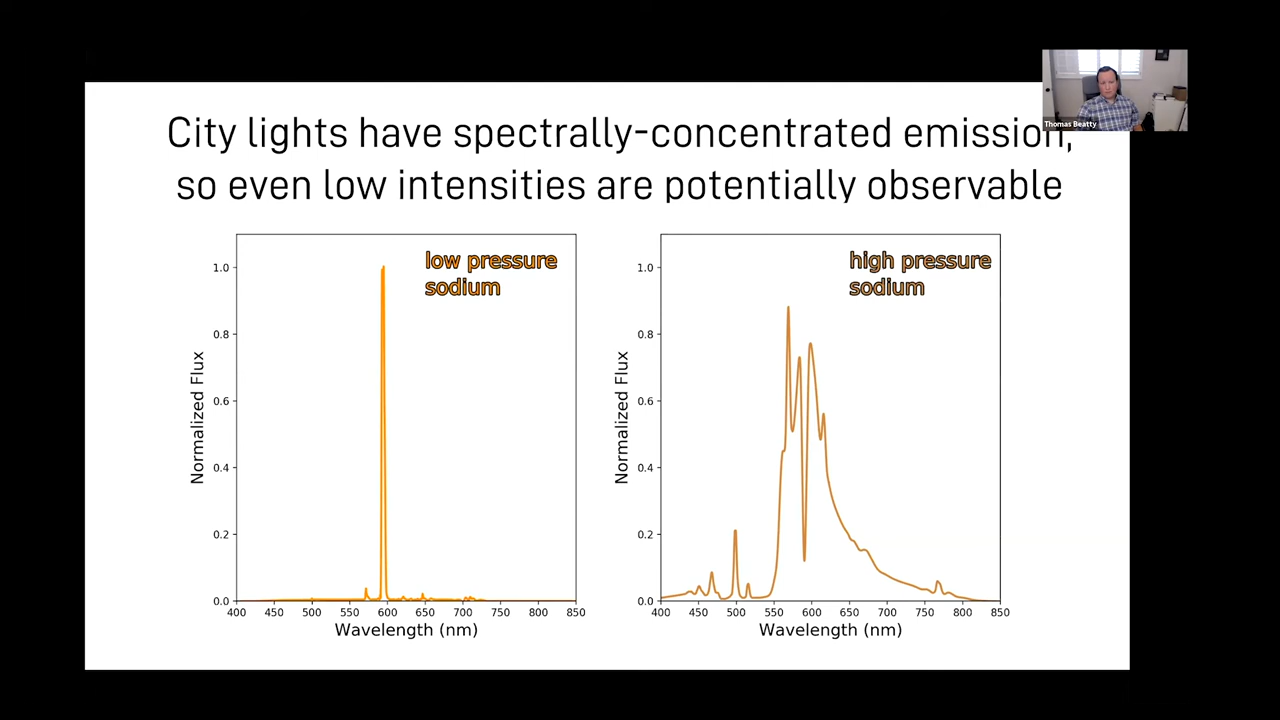 Thomas Beatty
City lights have spectrally-concentrated emission,
so even low intensities are potentially observable
low pressure
sodium
1.0
0.8
0.6
0.4
0.2
0.0
Normalized Flux
400 450 500 550 600 650 700 750 800 850
Wavelength (nm)
high pressure
sodium
1.0
0.8
0.6
0.4
0.2
0.0
Normalized Flux
400 450 500 550 600 650 700 750 800 850
Wavelength (nm)